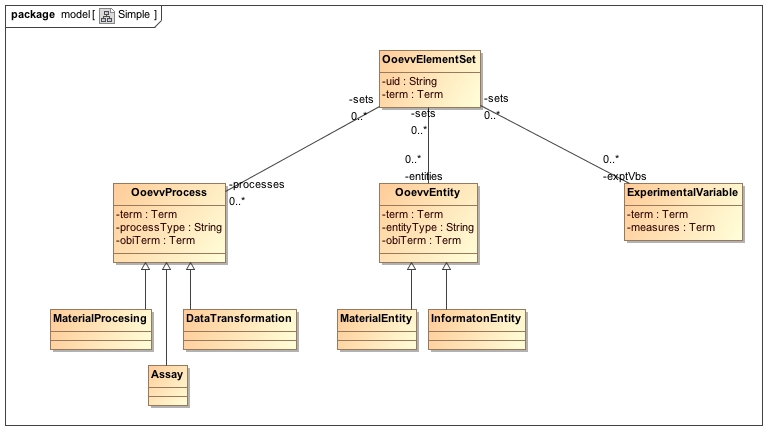 package model [ Simple ]
OoevvElementSet
-uid : String
-term : Term
-sets
0..*
-sets
0..*
-sets
0..*
-processes
0..*
0..*
-entities
0..*
-exptVbs
OoevvProcess
-term : Term
-processType : String
-obiTerm : Term
OoevvEntity
-term : Term
-entityType : String
-obiTerm : Term
ExperimentalVariable
-term : Term
-measures : Term
MaterialProcesing
DataTransformation
MaterialEntity
InformatonEntity
Assay